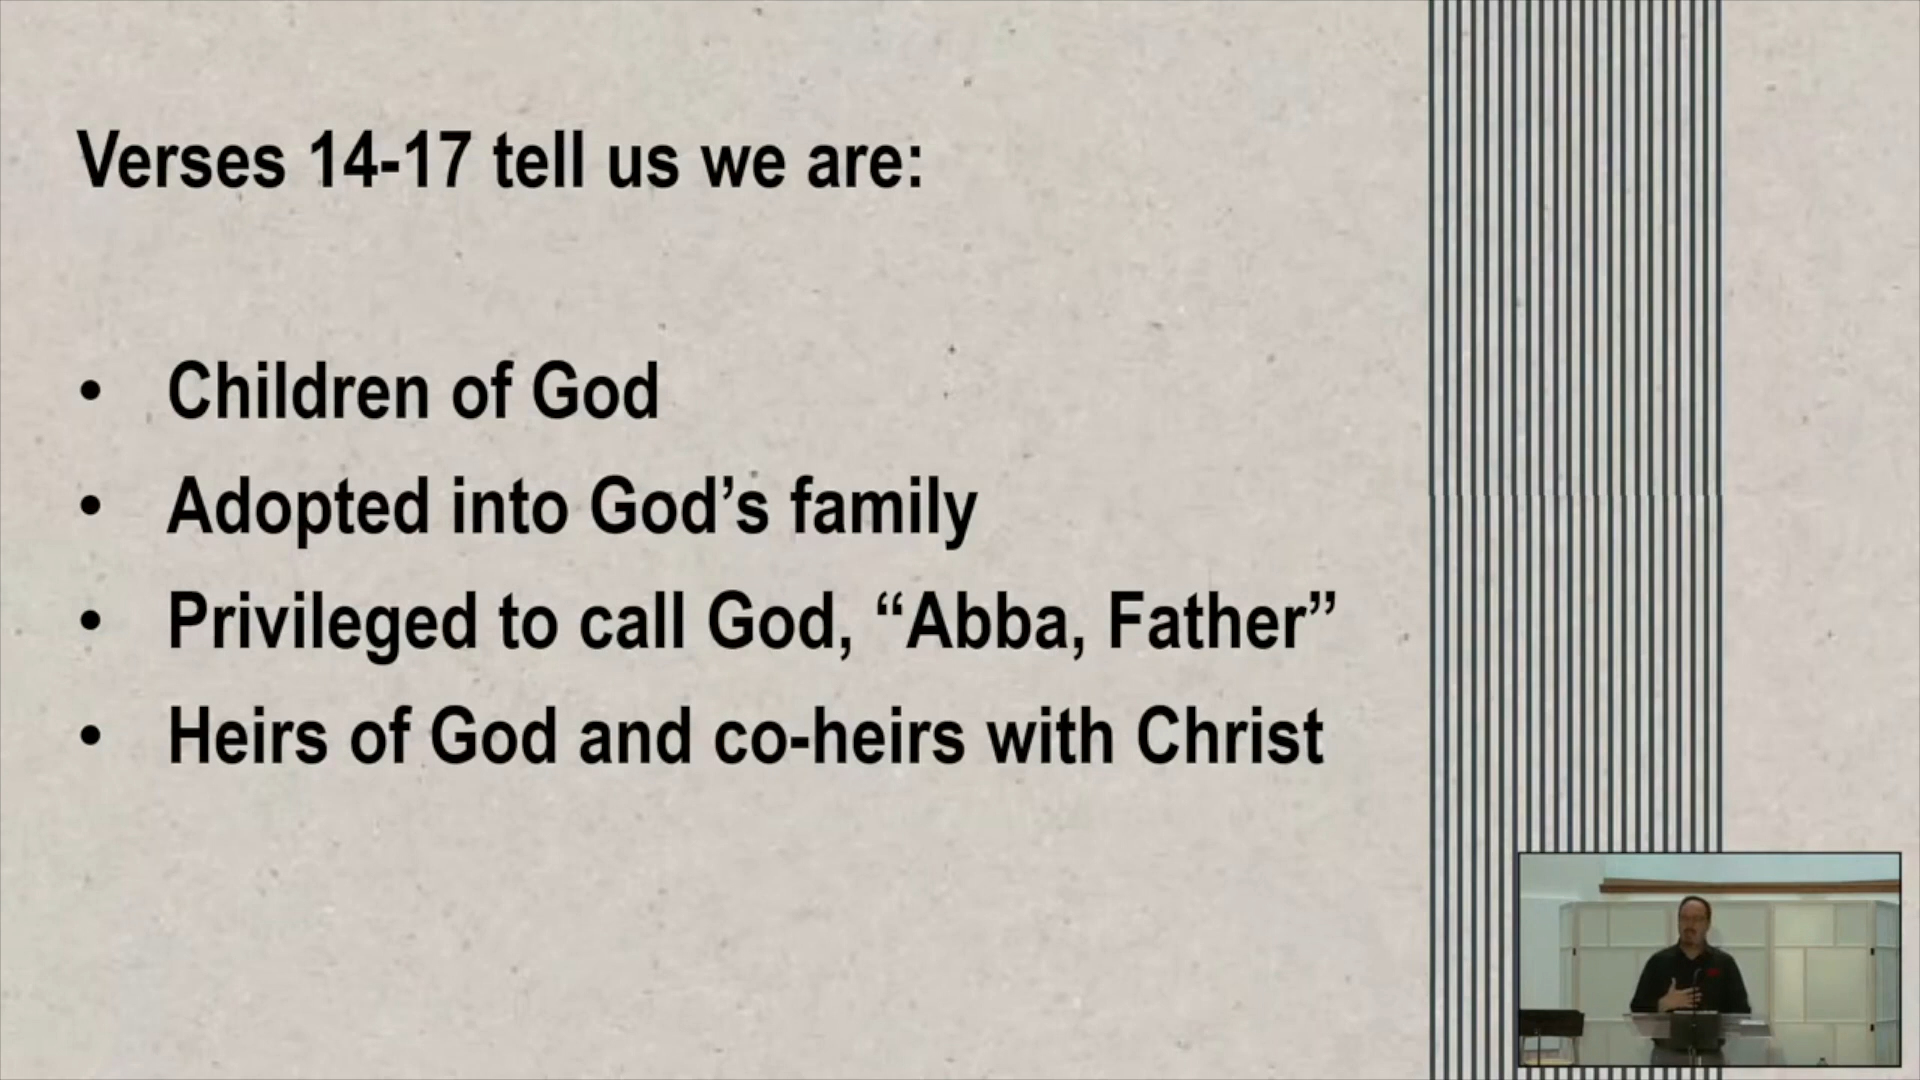 Verses 14-17 tell us we are:
• Children of God
• Adopted into God’s family
• Privileged to call God, “Abba, Father”
• Heirs of God and co-heirs with Christ